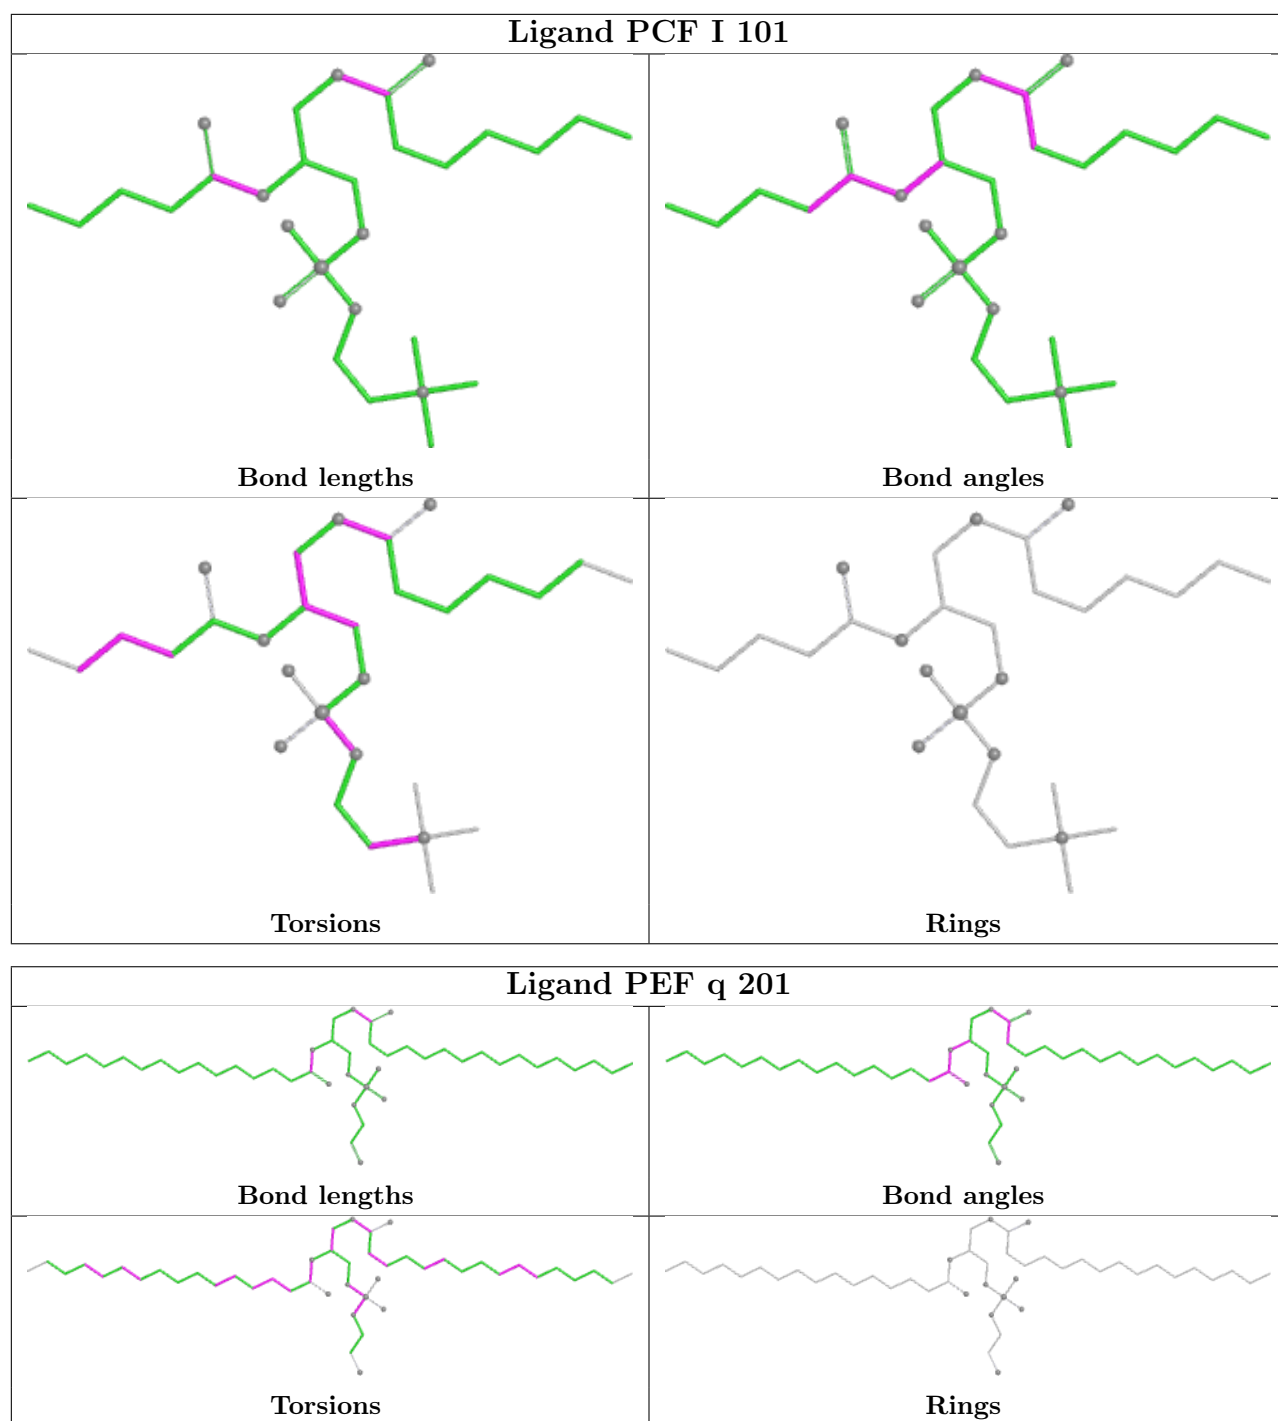 Ligand PCF I 101
Bond lengths
Bond angles
Torsions
Rings
Ligand PEF q 201
Bond lengths
Bond angles
Torsions
Rings